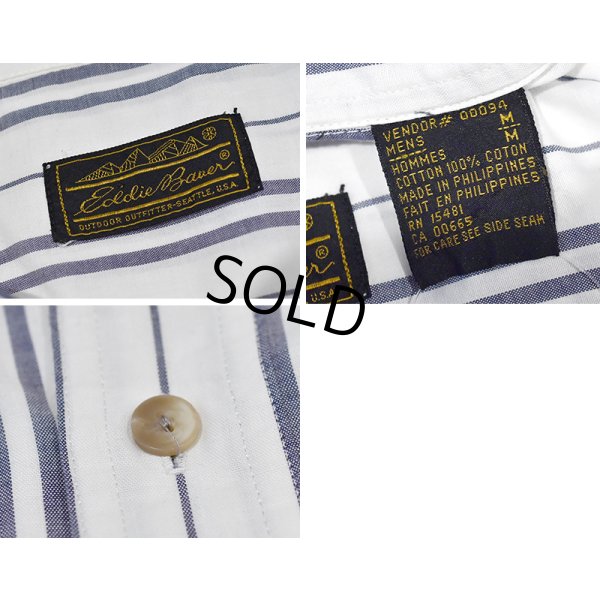 Eddie Bauer®
OUTDOOR OUTFITTER-SEATTLE, U.S.A.
VENDOR# 00094
MENS M
HOMMES M
COTTON 100% COTON
MADE IN PHILIPPINES
FAIT EN PHILIPPINES
RN 15481
CA 00665
FOR CARE SEE SIDE SEAM
uer®
U.S.A.
SOLD